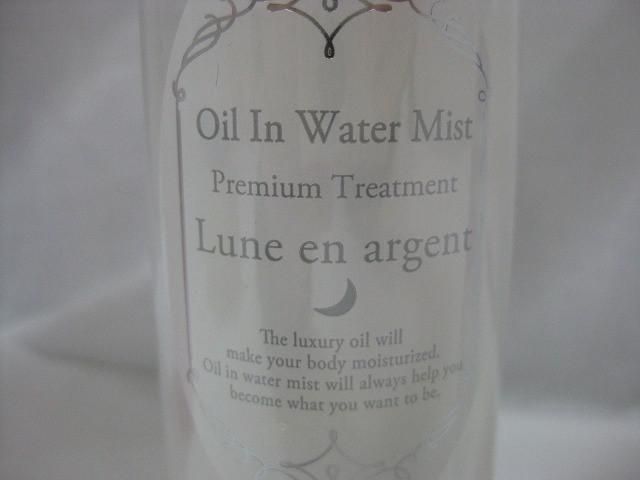 Oil In Water Mist
Premium Treatment
Lune en argent
The luxury oil will
make your body moisturized.
Oil in water mist will always help you
become what you want to be.